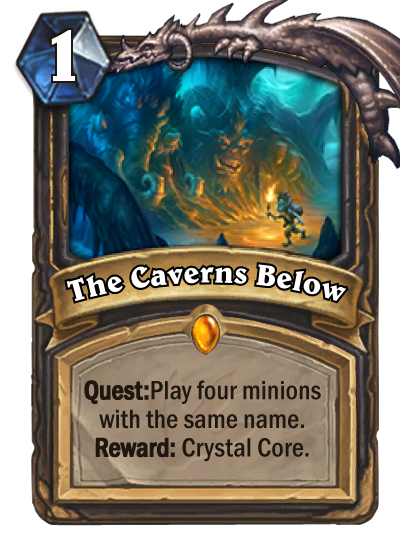 1
The Caverns Below
Quest:Play four minions
with the same name.
Reward: Crystal Core.